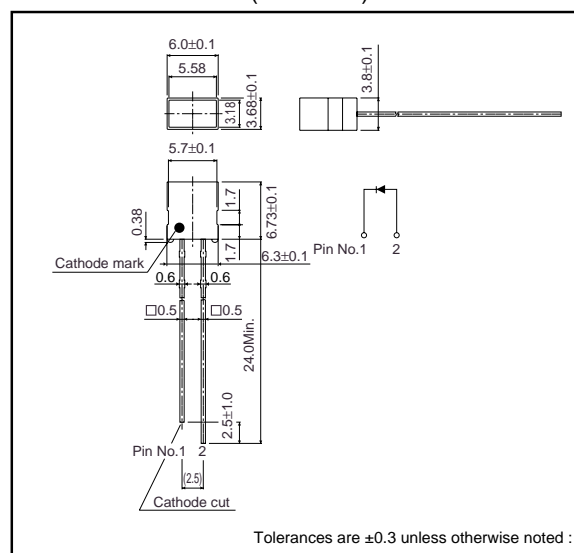 6.0±0.1
5.58
3.18
3.68±0.1
3.8±0.1
5.7±0.1
1.7
6.73±0.1
0.38
1.7
Pin No.1 2
Cathode mark
6.3±0.1
0.6 0.6
□0.5 □0.5
24.0Min.
2.5±1.0
Pin No.1 2
(2.5)
Cathode cut
Tolerances are ±0.3 unless otherwise noted :